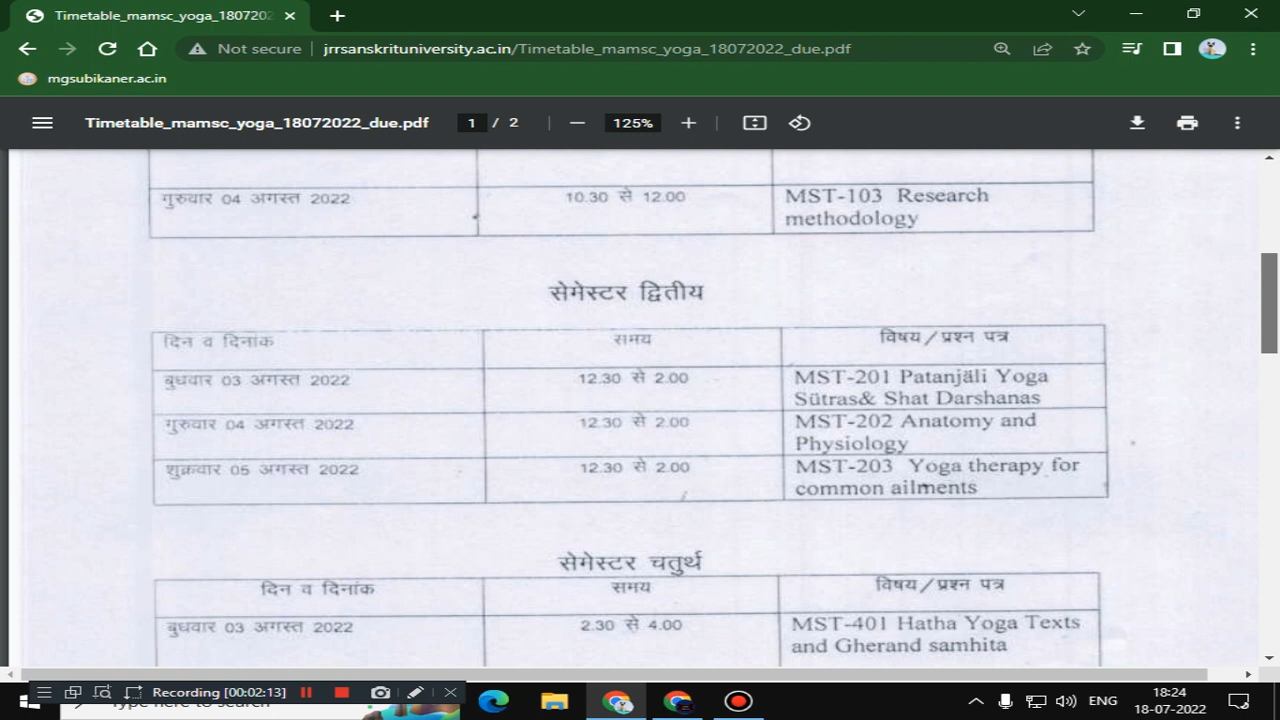 Timetable_mamsc_yoga_18072022
Not secure | jrrsanskrituniversity.ac.in/Timetable_mamsc_yoga_18072022_due.pdf
mgsubikaner.ac.in
Timetable_mamsc_yoga_18072022_due.pdf 1 / 2 125%
गुरुवार 04 अगस्त 2022 10.30 से 12.00 MST-103 Research
methodology
सेमेस्टर द्वितीय
दिन व दिनांक समय विषय/प्रश्न पत्र
बुधवार 03 अगस्त 2022 12.30 से 2.00 MST-201 Patanjäli Yoga
Sütras& Shat Darshanas
गुरुवार 04 अगस्त 2022 12.30 से 2.00 MST-202 Anatomy and
Physiology
शुक्रवार 05 अगस्त 2022 12.30 से 2.00 MST-203 Yoga therapy for
common ailments
सेमेस्टर चतुर्थ
दिन व दिनांक समय विषय/प्रश्न पत्र
बुधवार 03 अगस्त 2022 2.30 से 4.00 MST-401 Hatha Yoga Texts
and Gherand samhita
Recording [00:02:13]
Type here to search
ENG 18:24
18-07-2022